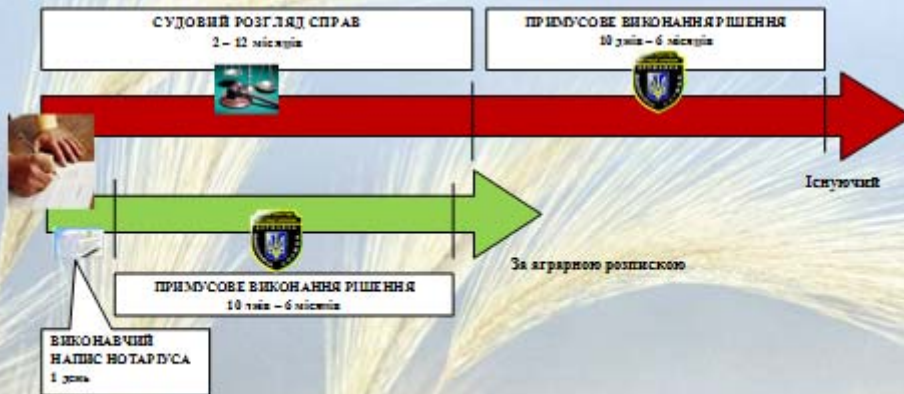 СУДОВИЙ РОЗГЛЯД СПРАВ
2 – 12 місяців
ПРИМУСОВЕ ВИКОНАННЯ РІШЕННЯ
10 днів – 6 місяців
Існуючий
За аграрною розпискою
ПРИМУСОВЕ ВИКОНАННЯ РІШЕННЯ
10 днів – 6 місяців
ВИКОНАВЧИЙ
НАПИС НОТАРІУСА
1 день